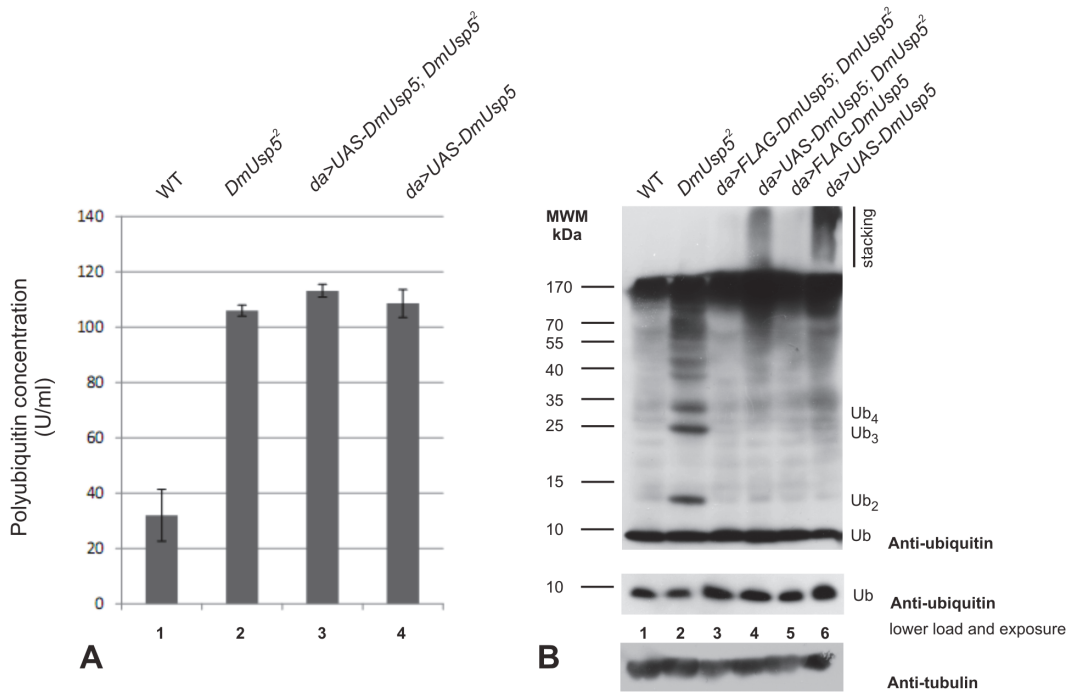 WT
DmUsp5²
da>UAS-DmUsp5; DmUsp5²
da>UAS-DmUsp5
Polyubiquitin concentration
(U/ml)
140
120
100
80
60
40
20
0
1 2 3 4
A
WT
DmUsp5²
da>FLAG-DmUsp5; DmUsp5²
da>UAS-DmUsp5; DmUsp5²
da>FLAG-DmUsp5
da>UAS-DmUsp5
MWM
kDa
stacking
170
70
55
40
35
25
15
10
Ub₄
Ub₃
Ub₂
Ub
Anti-ubiquitin
10
Ub
Anti-ubiquitin
lower load and exposure
1 2 3 4 5 6
B
Anti-tubulin